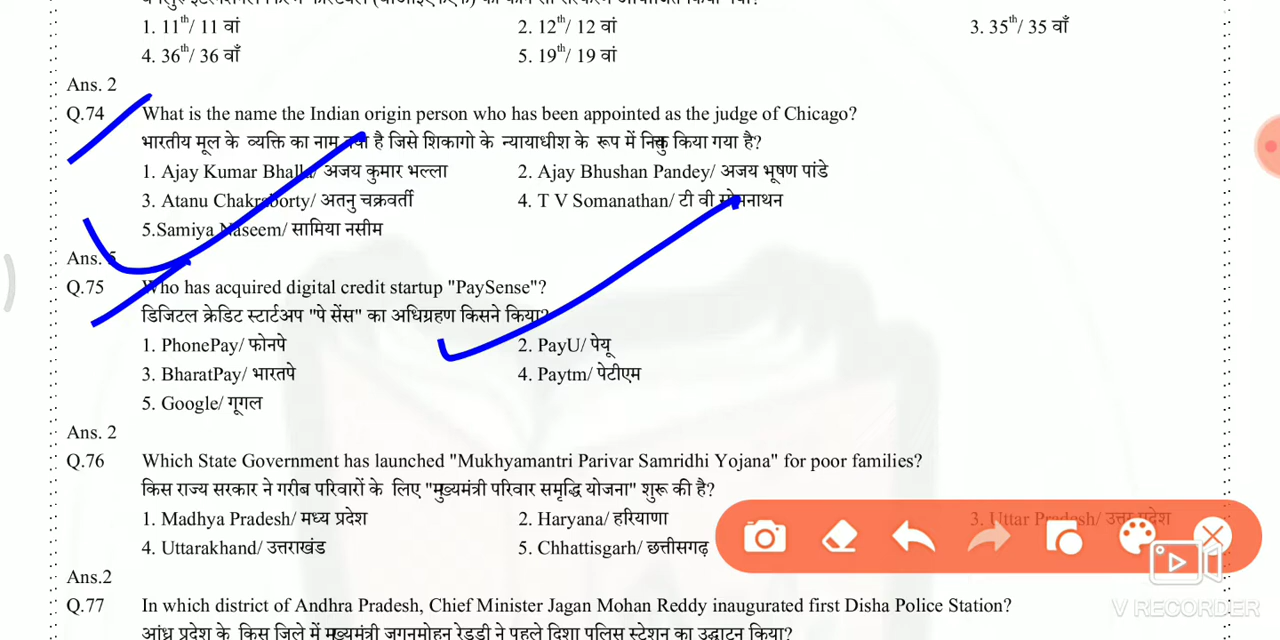 1. 11th/ 11 वां 2. 12th/ 12 वां 3. 35th/ 35 वाँ
4. 36th/ 36 वाँ 5. 19th/ 19 वां
Ans. 2
Q.74 What is the name the Indian origin person who has been appointed as the judge of Chicago?
भारतीय मूल के व्यक्ति का नाम क्या है जिसे शिकागो के न्यायाधीश के रूप में नियुक्त किया गया है?
1. Ajay Kumar Bhalla/ अजय कुमार भल्ला 2. Ajay Bhushan Pandey/ अजय भूषण पांडे
3. Atanu Chakraborty/ अतनु चक्रवर्ती 4. T V Somanathan/ टी वी सोमनाथन
5.Samiya Naseem/ सामिया नसीम
Ans. 5
Q.75 Who has acquired digital credit startup "PaySense"?
डिजिटल क्रेडिट स्टार्टअप "पे सेंस" का अधिग्रहण किसने किया?
1. PhonePay/ फोनपे 2. PayU/ पेयू
3. BharatPay/ भारतपे 4. Paytm/ पेटीएम
5. Google/ गूगल
Ans. 2
Q.76 Which State Government has launched "Mukhyamantri Parivar Samridhi Yojana" for poor families?
किस राज्य सरकार ने गरीब परिवारों के लिए "मुख्यमंत्री परिवार समृद्धि योजना" शुरू की है?
1. Madhya Pradesh/ मध्य प्रदेश 2. Haryana/ हरियाणा 3. Uttar Pradesh/ उत्तर प्रदेश
4. Uttarakhand/ उत्तराखंड 5. Chhattisgarh/ छत्तीसगढ़
Ans.2
Q.77 In which district of Andhra Pradesh, Chief Minister Jagan Mohan Reddy inaugurated first Disha Police Station?
आंध्र प्रदेश के किस जिले में मुख्यमंत्री जगनमोहन रेड्डी ने पहले दिशा पुलिस स्टेशन का उद्घाटन किया?
V RECORDER